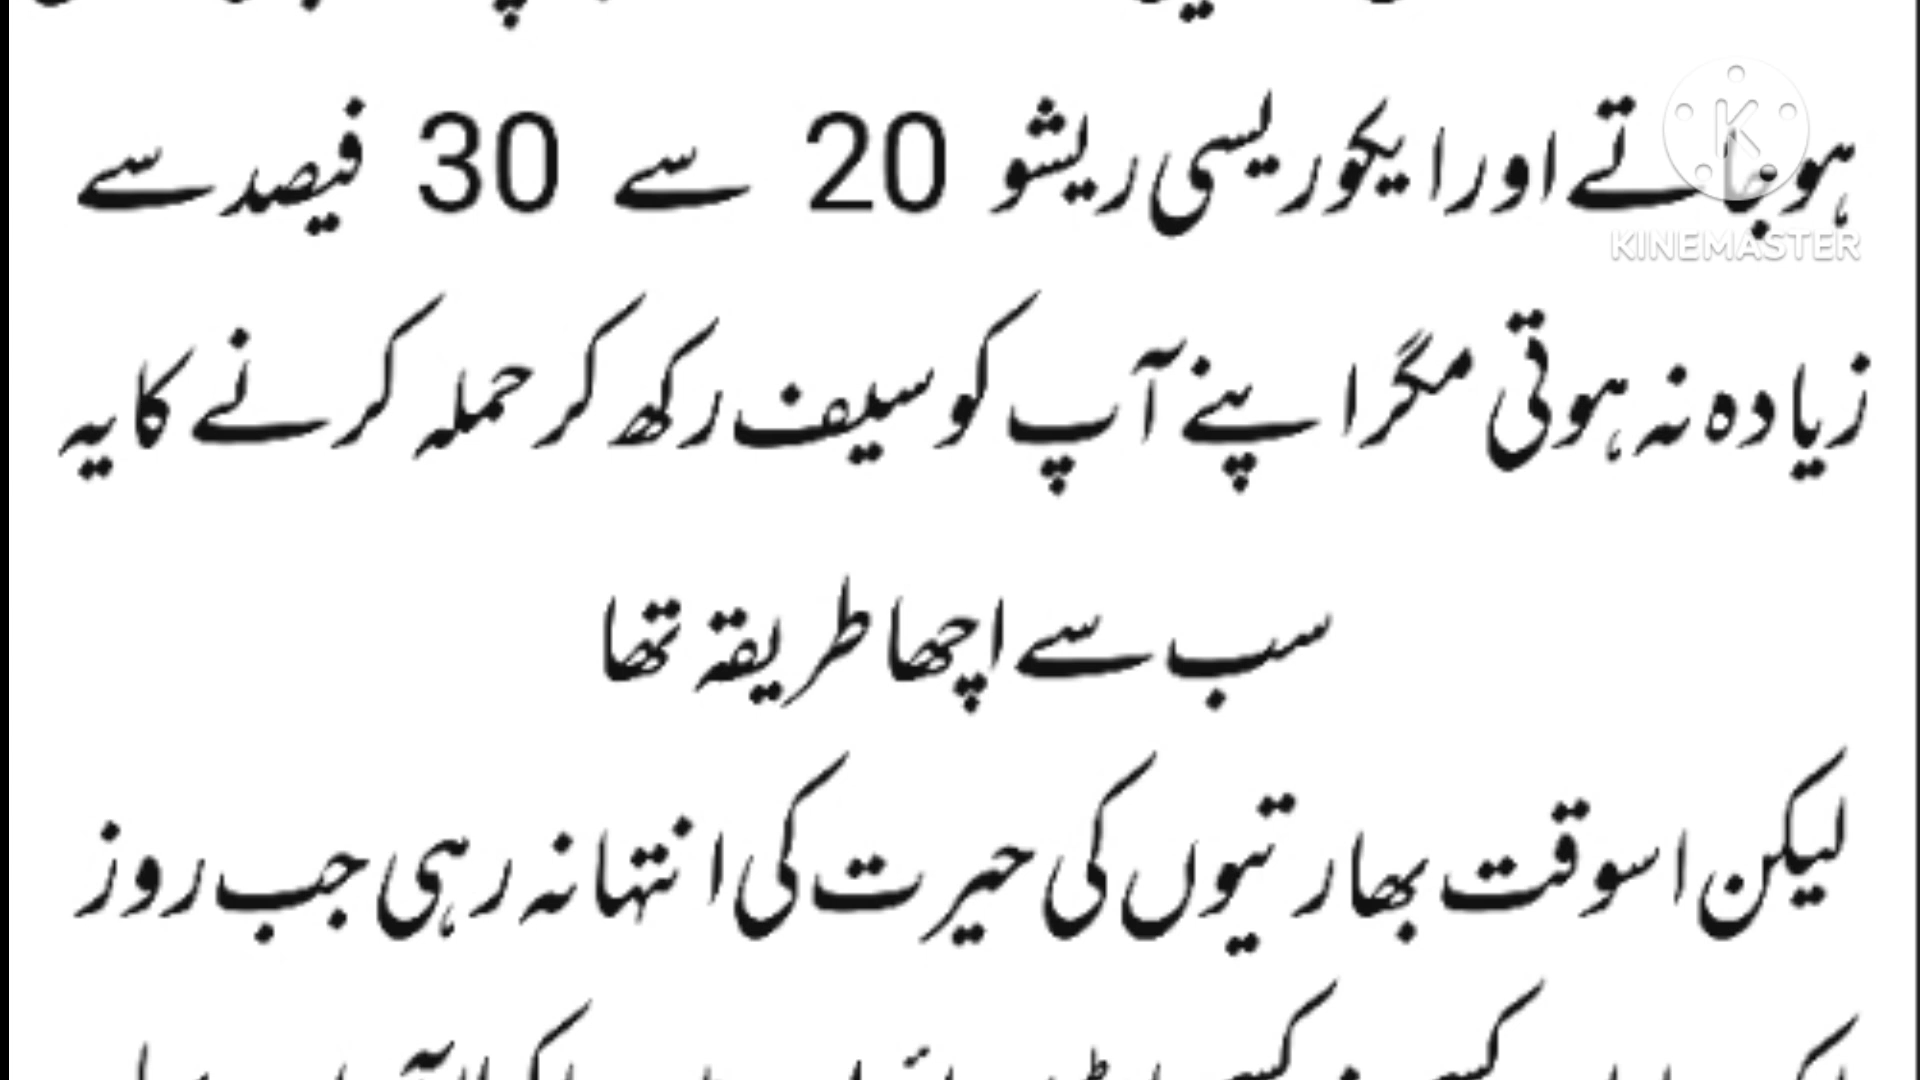 ہوجاتے اور ایکوریسی ریشو 20 سے 30 فیصد سے
KINEMASTER
زیادہ نہ ہوتی مگر اپنے آپ کو سیف رکھ کر حملہ کرنے کا یہ
سب سے اچھا طریقہ تھا
لیکن اسوقت بھارتیوں کی حیرت کی انتہا نہ رہی جب روز